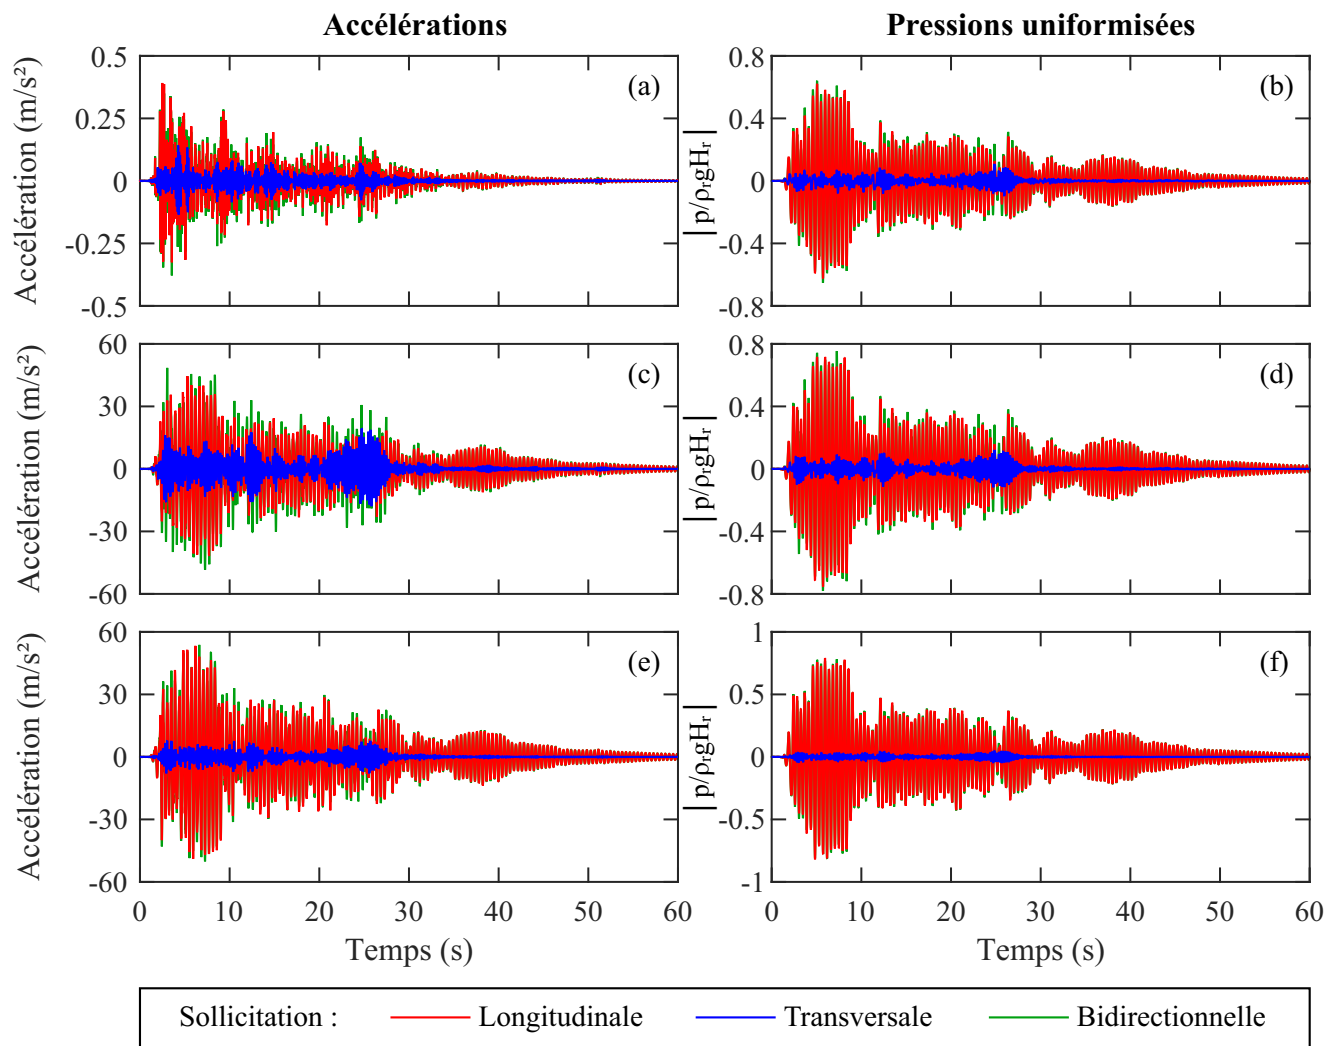 Accélérations
Pressions uniformisées
Accélération (m/s²)
0.5
0.25
0
-0.25
-0.5
(a)
|p/ρrgHr|
0.8
0.4
0
-0.4
-0.8
(b)
Accélération (m/s²)
60
30
0
-30
-60
(c)
|p/ρrgHr|
0.8
0.4
0
-0.4
-0.8
(d)
Accélération (m/s²)
60
30
0
-30
-60
(e)
|p/ρrgHr|
1
0.5
0
-0.5
-1
(f)
0 10 20 30 40 50 60
0 10 20 30 40 50 60
Temps (s)
Temps (s)
Sollicitation : Longitudinale Transversale Bidirectionnelle